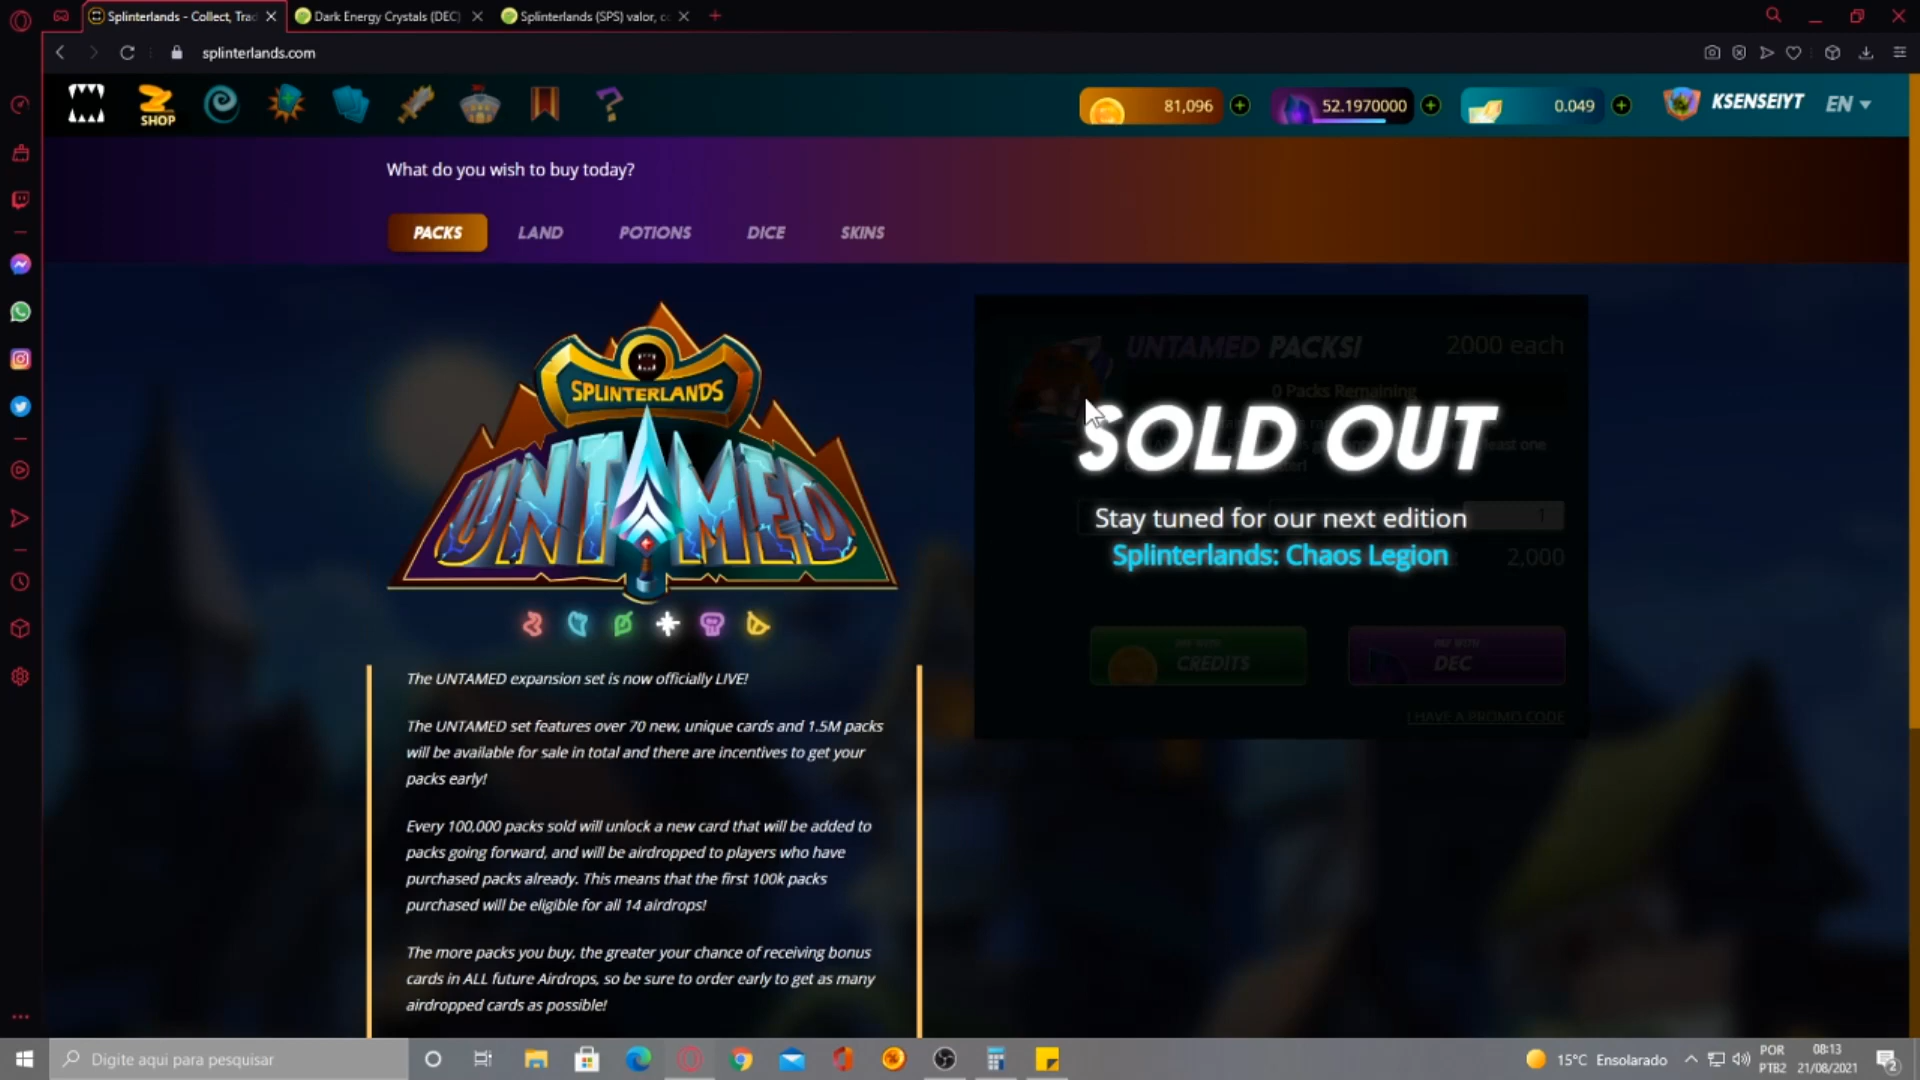 Splinterlands - Collect, Trad
Dark Energy Crystals (DEC)
Splinterlands (SPS) valor, co
splinterlands.com
SHOP
81,096
52.1970000
0.049
KSENSEIYT
EN
What do you wish to buy today?
PACKS
LAND
POTIONS
DICE
SKINS
SPLINTERLANDS
UNTAMED
UNTAMED PACKS!
2000 each
0 Packs Remaining
SOLD OUT
least one
Stay tuned for our next edition
1
Splinterlands: Chaos Legion
2,000
PAY WITH
CREDITS
PAY WITH
DEC
I HAVE A PROMO CODE
The UNTAMED expansion set is now officially LIVE!
The UNTAMED set features over 70 new, unique cards and 1.5M packs
will be available for sale in total and there are incentives to get your
packs early!
Every 100,000 packs sold will unlock a new card that will be added to
packs going forward, and will be airdropped to players who have
purchased packs already. This means that the first 100k packs
purchased will be eligible for all 14 airdrops!
The more packs you buy, the greater your chance of receiving bonus
cards in ALL future Airdrops, so be sure to order early to get as many
airdropped cards as possible!
Digite aqui para pesquisar
15°C Ensolarado
POR
PTB2
08:13
21/08/2021
2